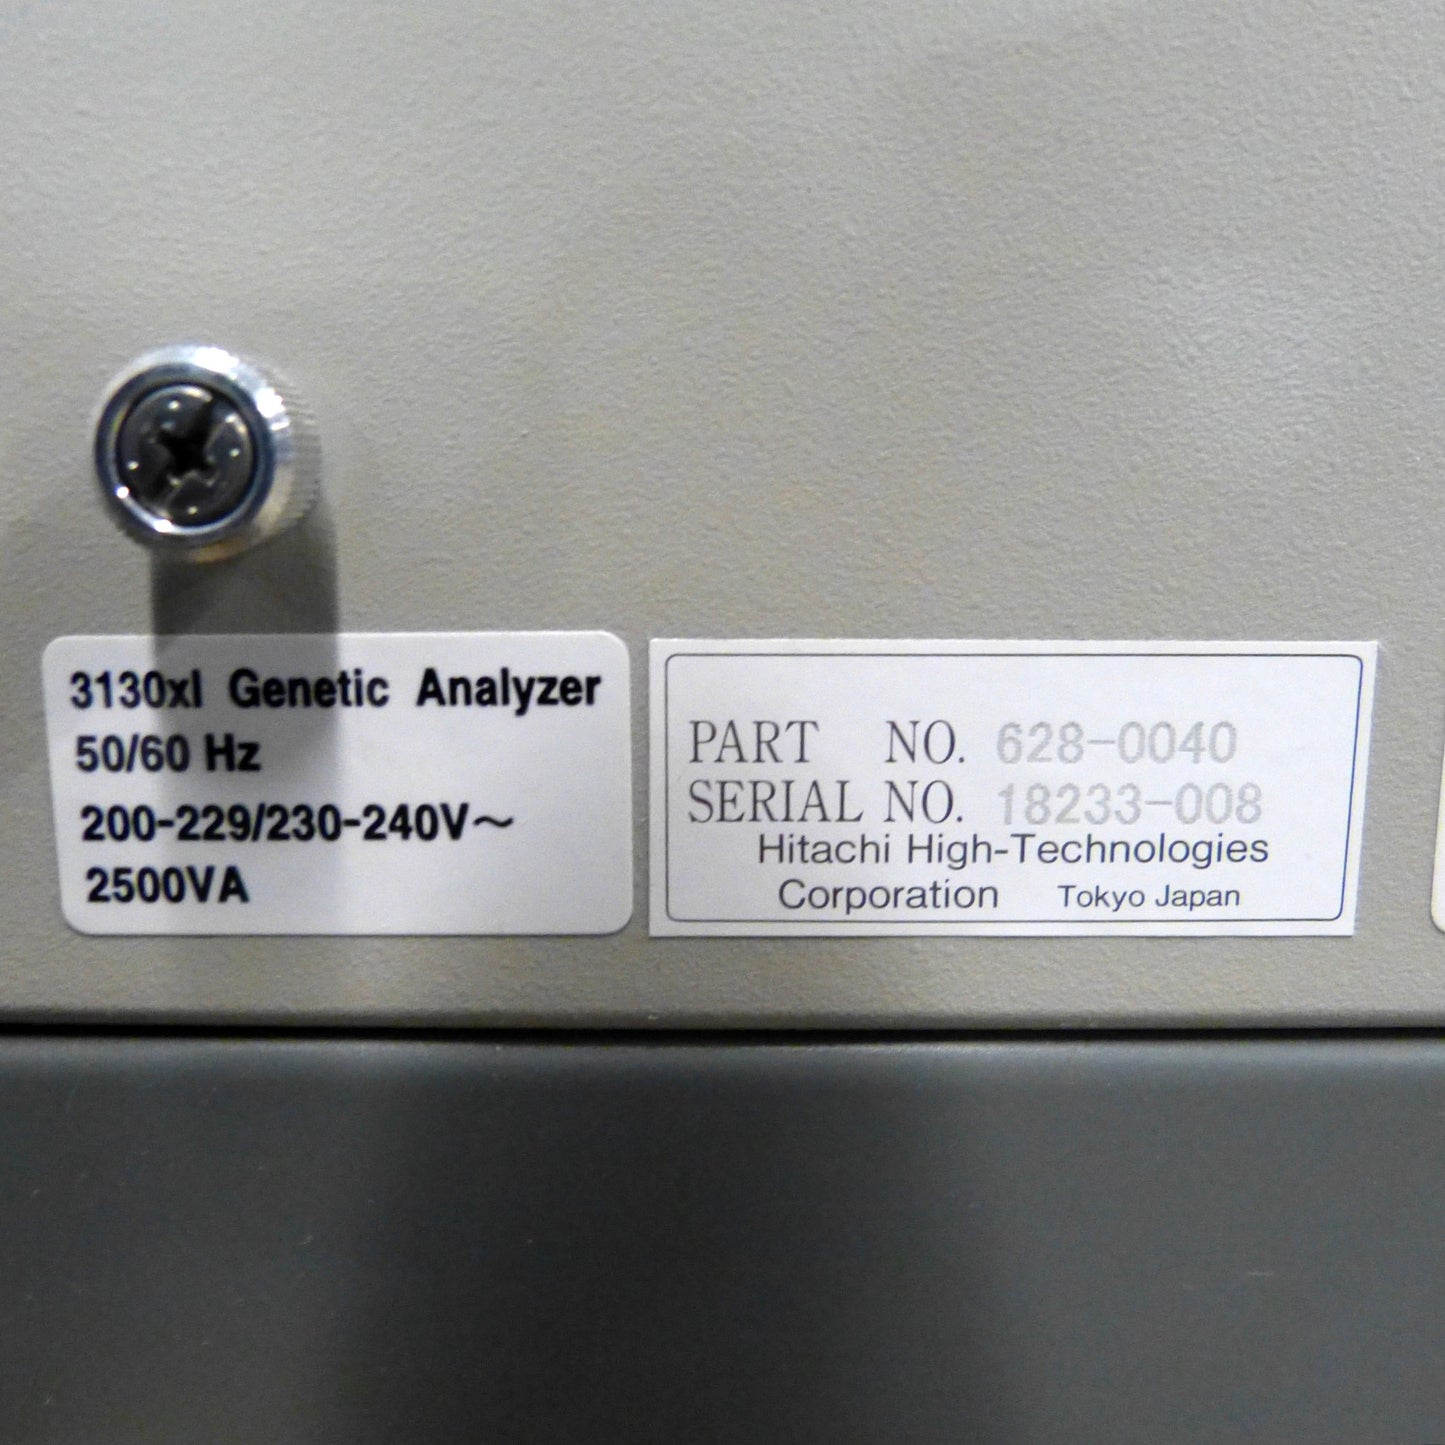 3130xl Genetic Analyzer
50/60 Hz
200-229/230-240V～
2500VA
PART NO. 628-0040
SERIAL NO. 18233-008
Hitachi High-Technologies
Corporation Tokyo Japan